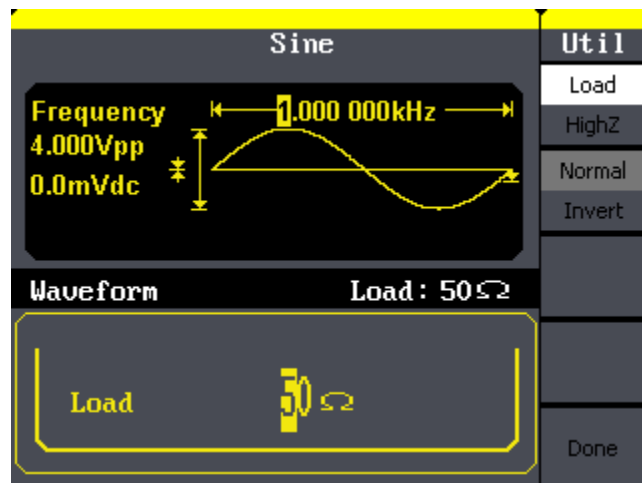 Sine
Util
Frequency
1.000 000kHz
4.000Vpp
0.0mVdc
Load
HighZ
Normal
Invert
Waveform
Load: 50Ω
Load
50Ω
Done